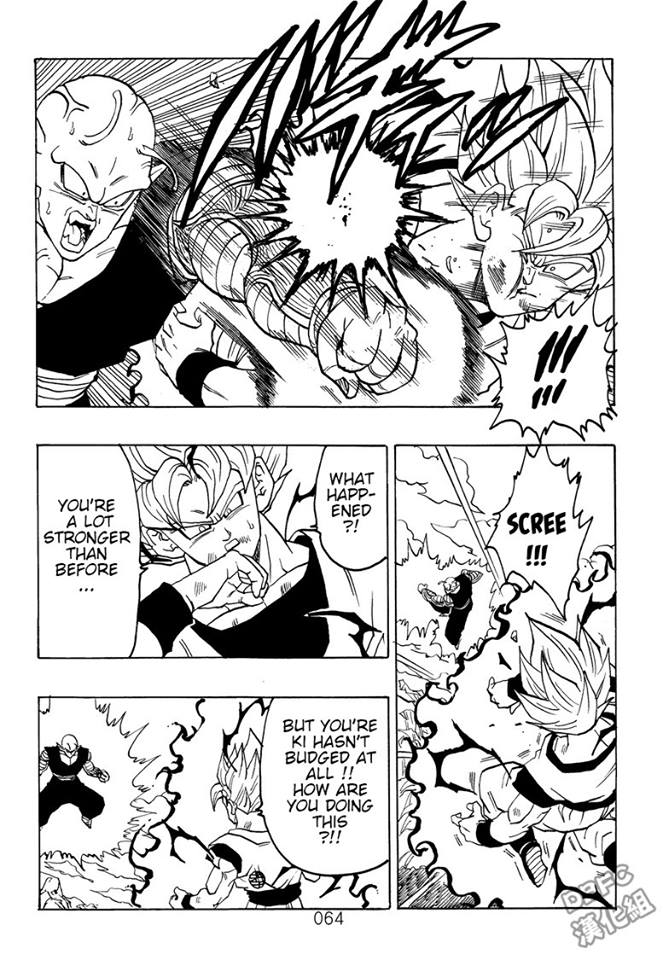 !!!
SCREE
!!!
WHAT
HAPP-
ENED
?!
YOU'RE
A LOT
STRONGER
THAN
BEFORE
...
BUT YOU'RE
KI HASN'T
BUDGED AT
ALL !!
HOW ARE
YOU DOING
THIS
?!!
064
DBFC
漢化組